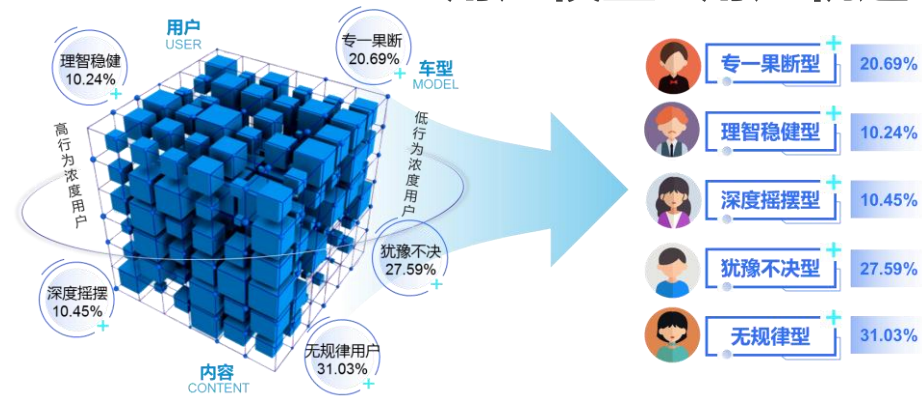 用户
USER
理智稳健
10.24%
专一果断
20.69%
车型
MODEL
高行为浓度用户
低行为浓度用户
犹豫不决
27.59%
深度摇摆
10.45%
无规律用户
31.03%
内容
CONTENT
专一果断型 20.69%
理智稳健型 10.24%
深度摇摆型 10.45%
犹豫不决型 27.59%
无规律型 31.03%